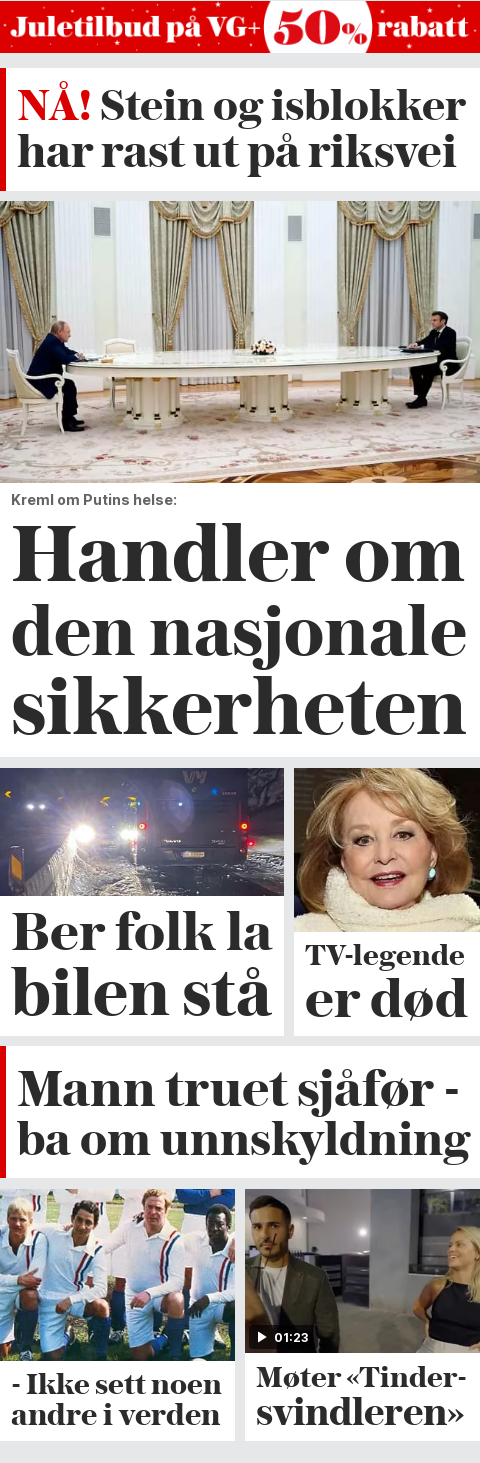 Juletilbud på VG+ 50% rabatt
NÅ! Stein og isblokker
har rast ut på riksvei
Kreml om Putins helse:
Handler om
den nasjonale
sikkerheten
Ber folk la
bilen stå
TV-legende
er død
Mann truet sjåfør -
ba om unnskyldning
- Ikke sett noen
andre i verden
01:23
Møter «Tinder-
svindleren»